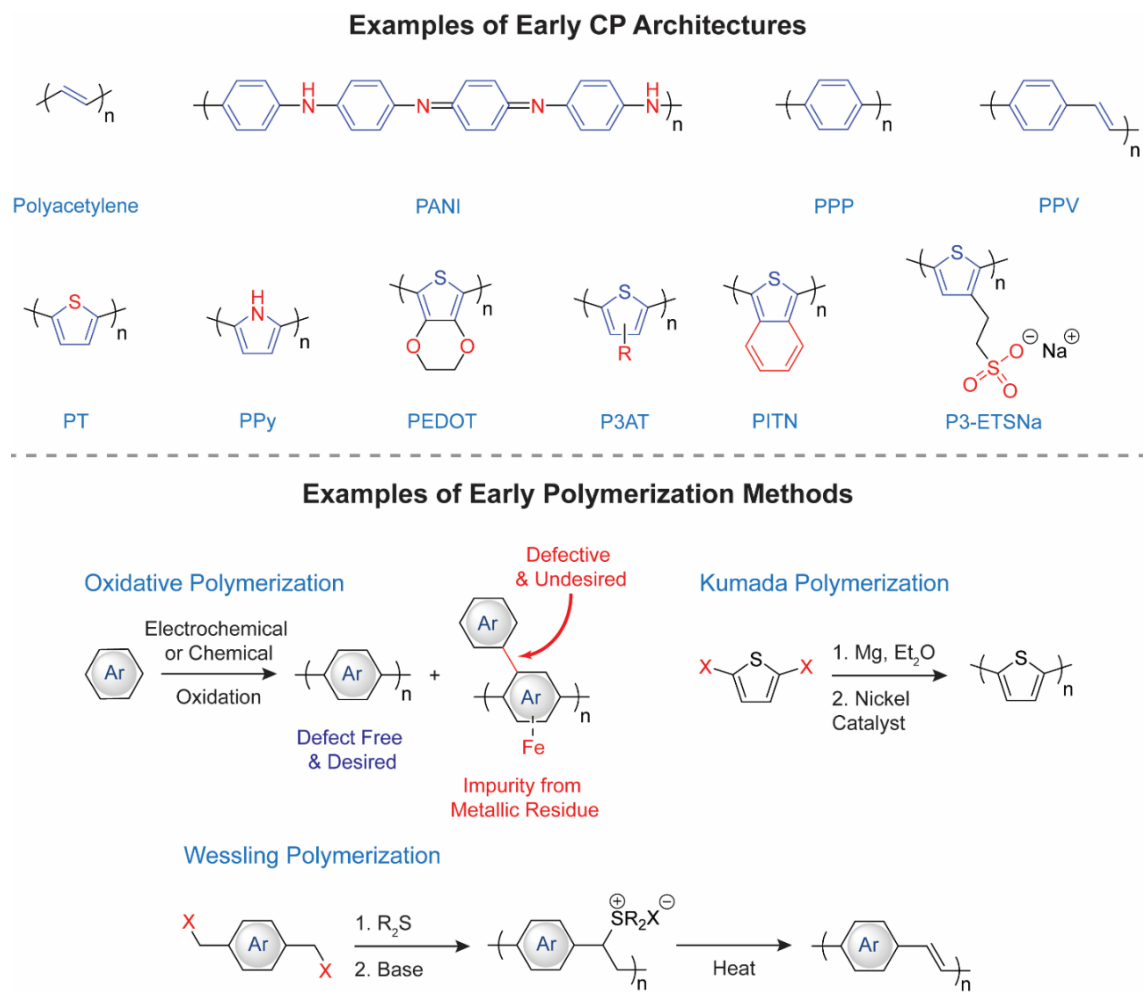 Examples of Early CP Architectures
( )n
( H N N N H N )n
( )n
( )n
Polyacetylene
PANI
PPP
PPV
( S )n
( H N )n
( S O O )n
( S R )n
( S )n
( S )n
S O O O ⊖ Na ⊕
PT
PPy
PEDOT
P3AT
PITN
P3-ETSNa
Examples of Early Polymerization Methods
Oxidative Polymerization
Ar
Electrochemical
or Chemical
Oxidation
( Ar )n
Defect Free
& Desired
+
Defective
& Undesired
Ar
( Ar )n
Fe
Impurity from
Metallic Residue
Kumada Polymerization
X S X
1. Mg, Et₂O
2. Nickel
Catalyst
( S )n
Wessling Polymerization
X Ar X
1. R₂S
2. Base
⊕ ⊖
SR₂X
( Ar )n
Heat
( Ar )n